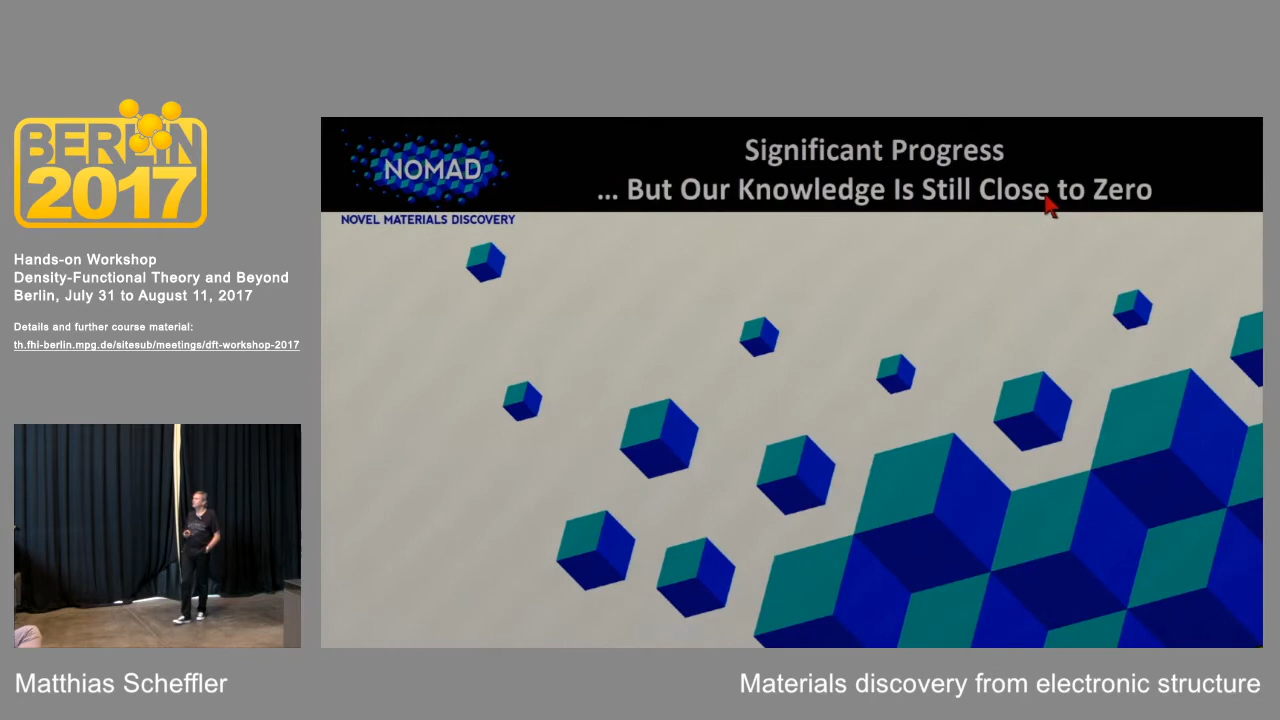 BERLIN
2017
Hands-on Workshop
Density-Functional Theory and Beyond
Berlin, July 31 to August 11, 2017
Details and further course material:
th.fhi-berlin.mpg.de/sitesub/meetings/dft-workshop-2017
NOMAD
NOVEL MATERIALS DISCOVERY
Significant Progress
... But Our Knowledge Is Still Close to Zero
Matthias Scheffler
Materials discovery from electronic structure